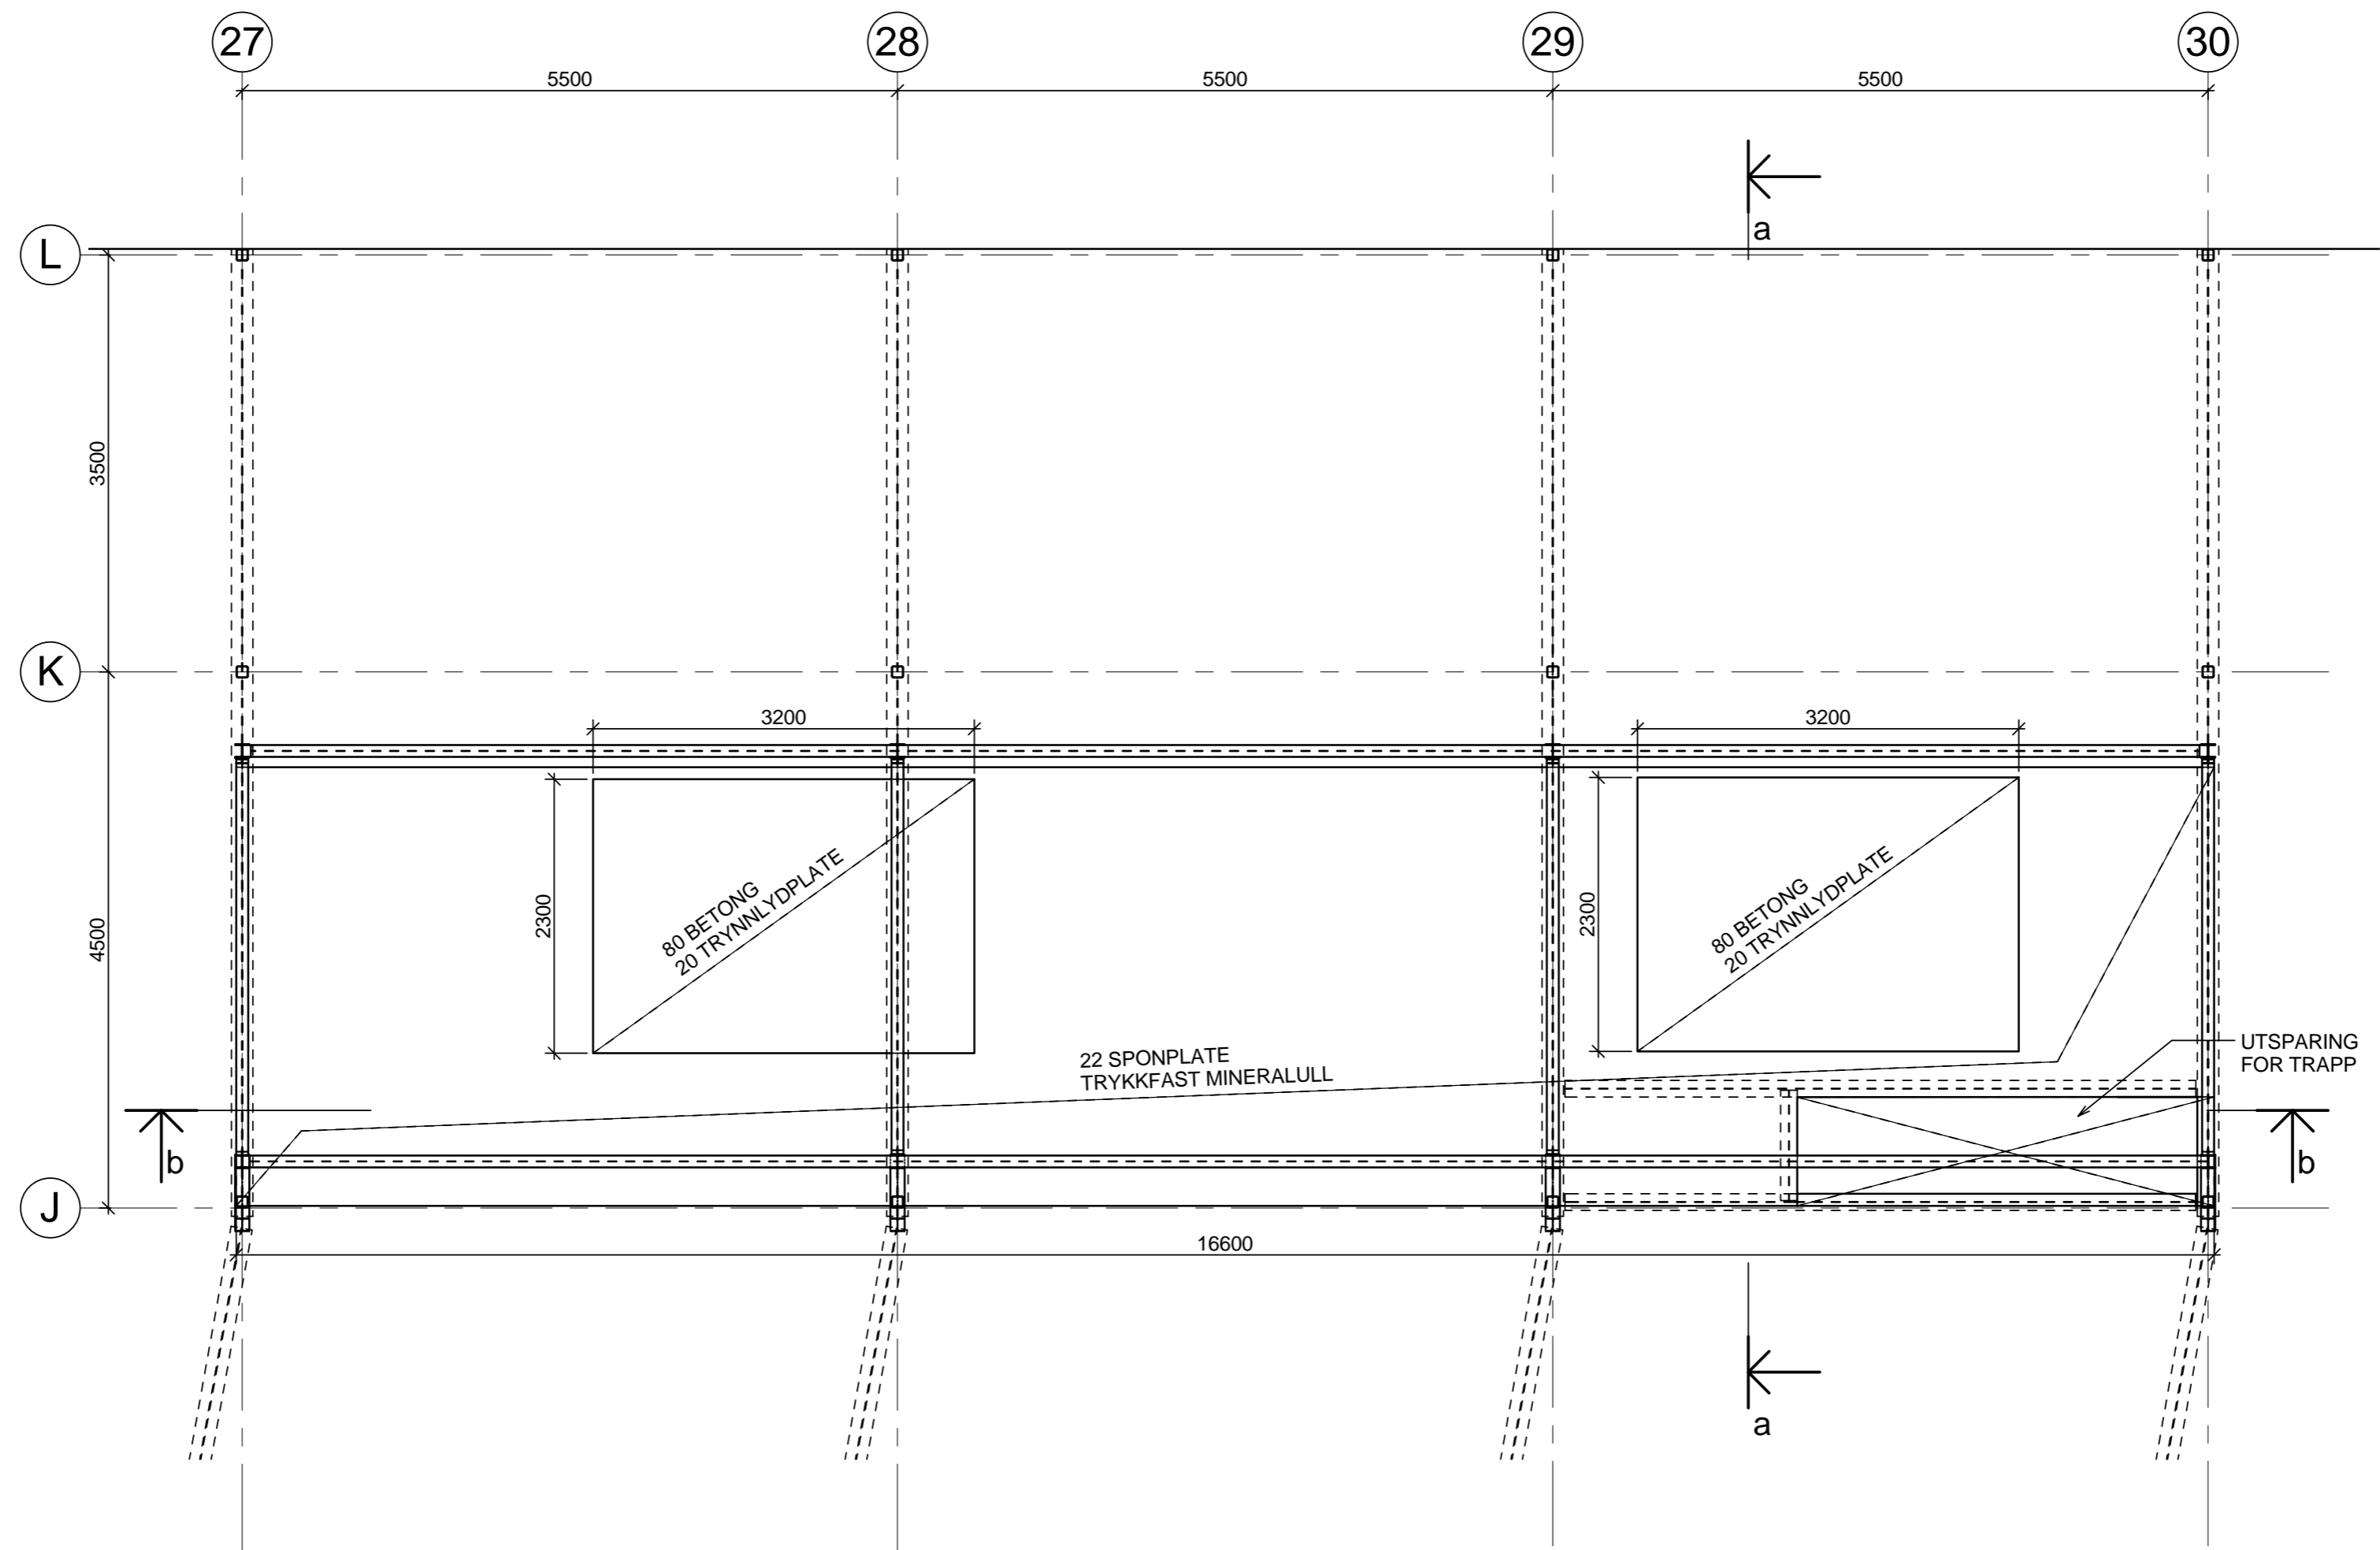 27
28
29
30
5500
5500
5500
a
L
3500
K
3200
3200
4500
2300
80 BETONG
20 TRYNNLYDPLATE
2300
80 BETONG
20 TRYNNLYDPLATE
22 SPONPLATE
TRYKKFAST MINERALULL
UTSPARING
FOR TRAPP
b
b
J
16600
a